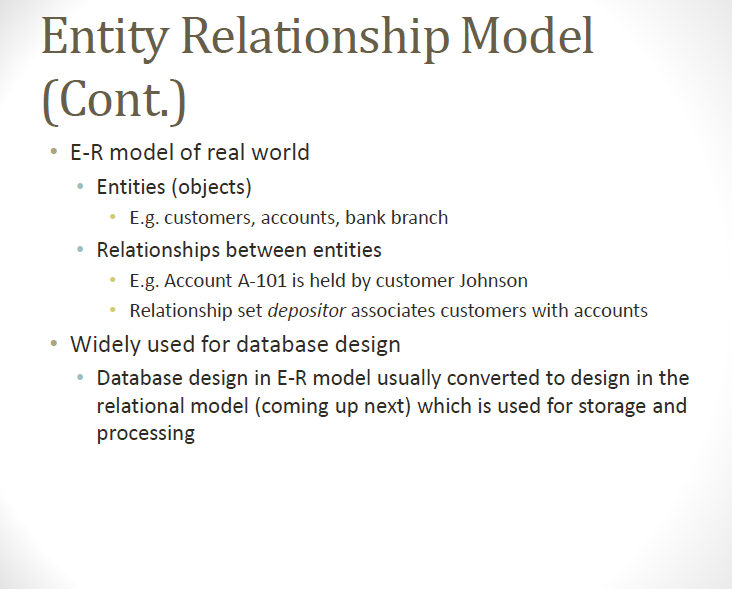 Entity Relationship Model
(Cont.)
• E-R model of real world
• Entities (objects)
• E.g. customers, accounts, bank branch
• Relationships between entities
• E.g. Account A-101 is held by customer Johnson
• Relationship set depositor associates customers with accounts
• Widely used for database design
• Database design in E-R model usually converted to design in the
relational model (coming up next) which is used for storage and
processing